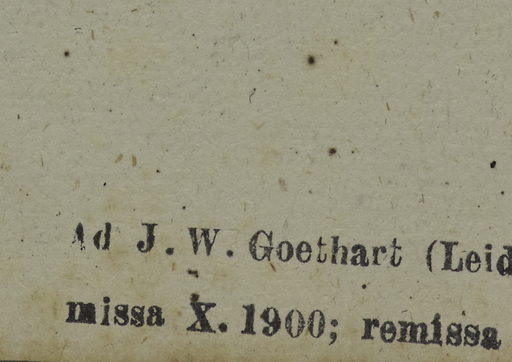 Ad J. W. Goethart (Leid
missa X. 1900; remissa